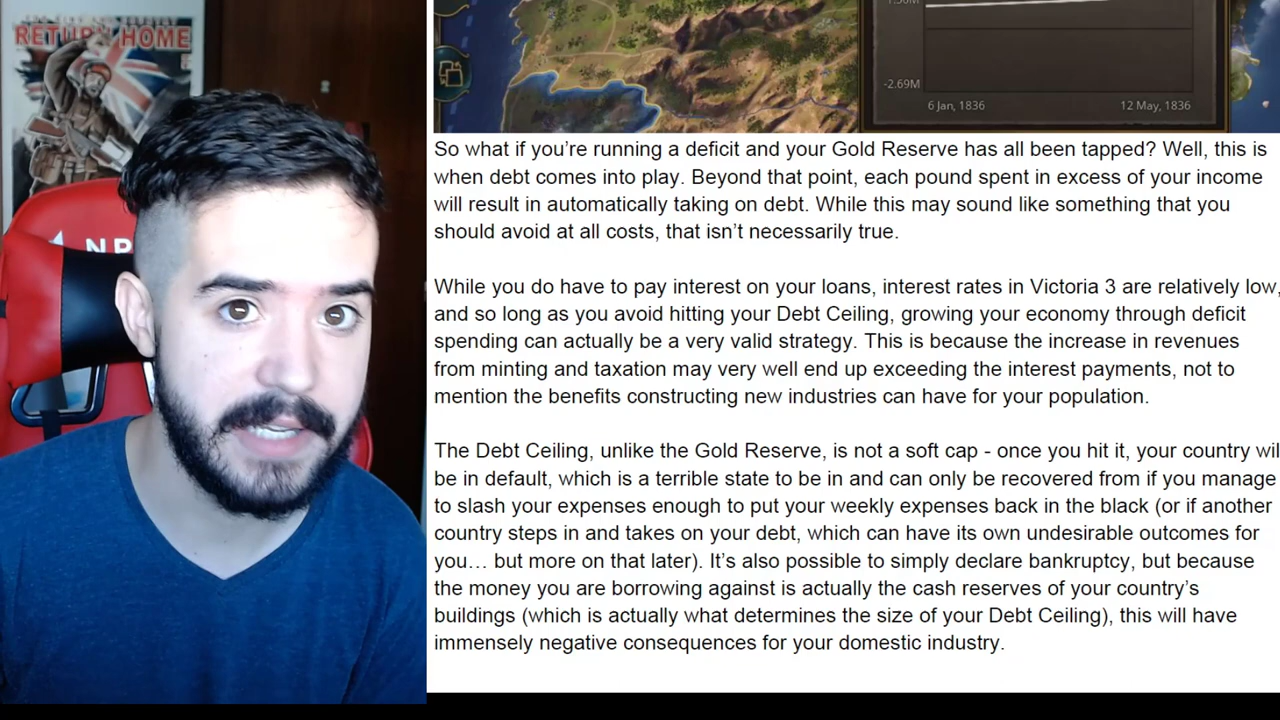 RETURN HOME
NP
1.50M
-2.69M
6 Jan, 1836
12 May, 1836
So what if you’re running a deficit and your Gold Reserve has all been tapped? Well, this is
when debt comes into play. Beyond that point, each pound spent in excess of your income
will result in automatically taking on debt. While this may sound like something that you
should avoid at all costs, that isn’t necessarily true.
While you do have to pay interest on your loans, interest rates in Victoria 3 are relatively low,
and so long as you avoid hitting your Debt Ceiling, growing your economy through deficit
spending can actually be a very valid strategy. This is because the increase in revenues
from minting and taxation may very well end up exceeding the interest payments, not to
mention the benefits constructing new industries can have for your population.
The Debt Ceiling, unlike the Gold Reserve, is not a soft cap - once you hit it, your country wil
be in default, which is a terrible state to be in and can only be recovered from if you manage
to slash your expenses enough to put your weekly expenses back in the black (or if another
country steps in and takes on your debt, which can have its own undesirable outcomes for
you… but more on that later). It’s also possible to simply declare bankruptcy, but because
the money you are borrowing against is actually the cash reserves of your country’s
buildings (which is actually what determines the size of your Debt Ceiling), this will have
immensely negative consequences for your domestic industry.